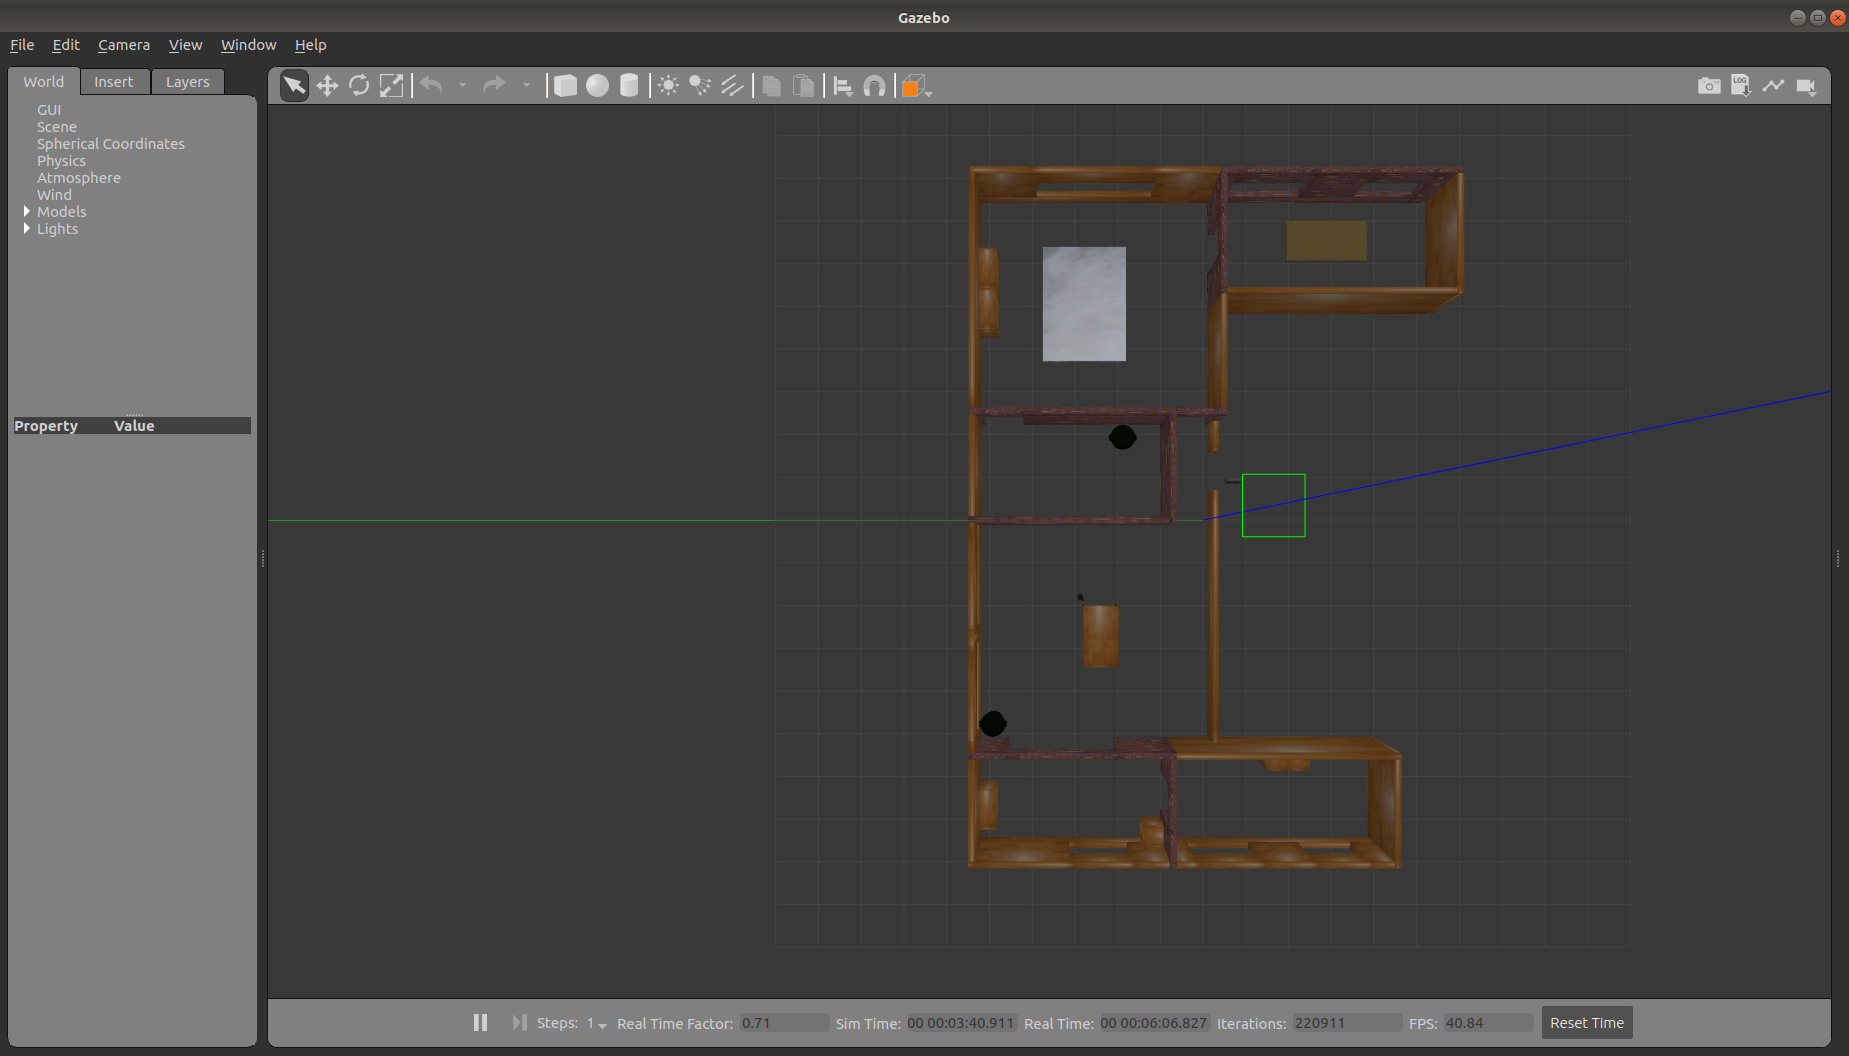 Gazebo
File Edit Camera View Window Help
World Insert Layers
LOG
GUI
Scene
Spherical Coordinates
Physics
Atmosphere
Wind
Models
Lights
Property Value
Steps: 1 Real Time Factor: 0.71 Sim Time: 00 00:03:40.911 Real Time: 00 00:06:06.827 Iterations: 220911 FPS: 40.84 Reset Time